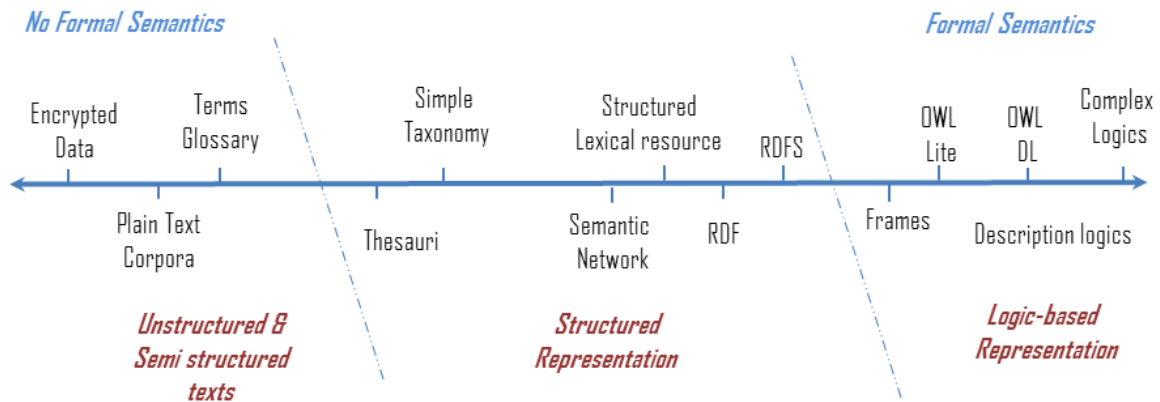 No Formal Semantics
Formal Semantics
Encrypted
Data
Terms
Glossary
Simple
Taxonomy
Structured
Lexical resource
RDFS
OWL
Lite
OWL
DL
Complex
Logics
Plain Text
Corpora
Thesauri
Semantic
Network
RDF
Frames
Description logics
Unstructured &
Semi structured
texts
Structured
Representation
Logic-based
Representation